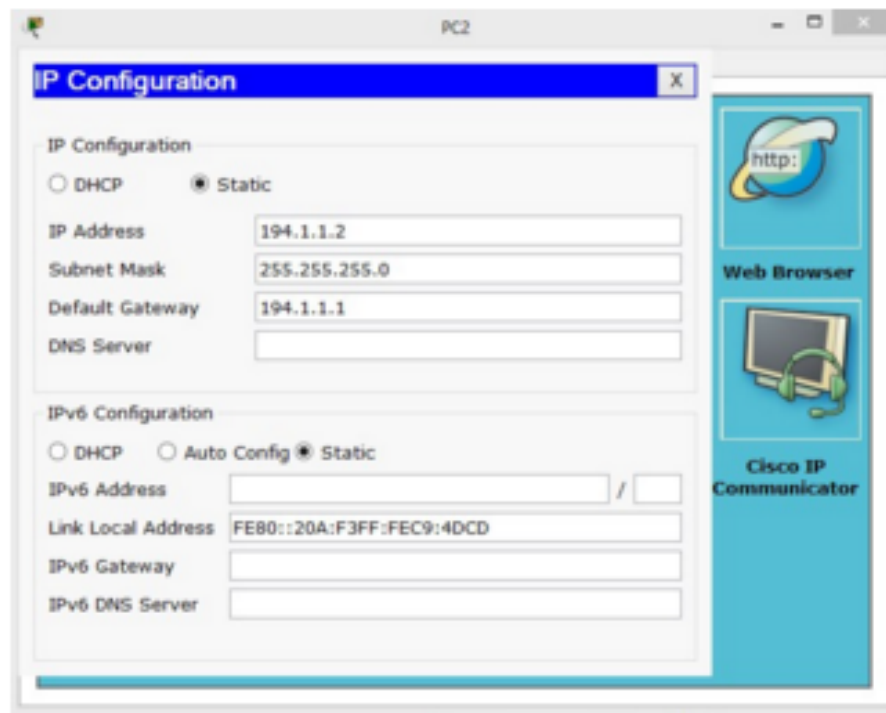 PC2
IP Configuration X
IP Configuration
DHCP Static
IP Address 194.1.1.2
Subnet Mask 255.255.255.0
Default Gateway 194.1.1.1
DNS Server
IPv6 Configuration
DHCP Auto Config Static
IPv6 Address /
Link Local Address FE80::20A:F3FF:FEC9:4DCD
IPv6 Gateway
IPv6 DNS Server
http:
Web Browser
Cisco IP
Communicator